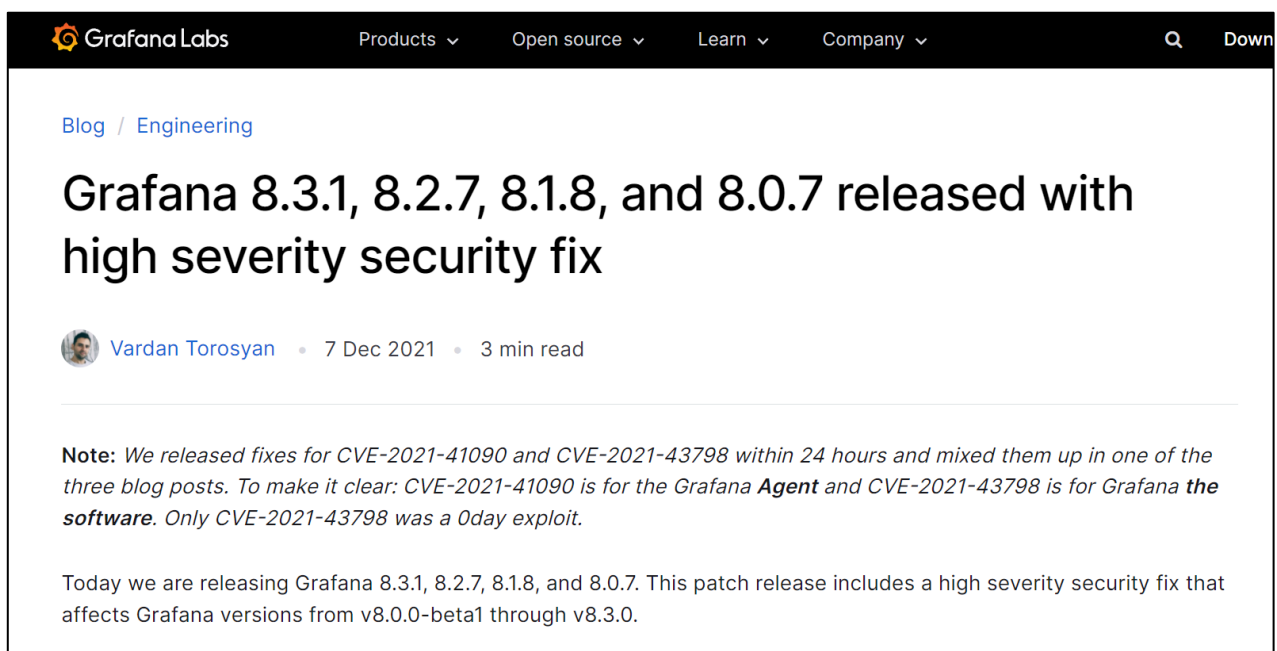 Grafana Labs Products Open source Learn Company Down
Blog / Engineering
Grafana 8.3.1, 8.2.7, 8.1.8, and 8.0.7 released with
high severity security fix
Vardan Torosyan • 7 Dec 2021 • 3 min read
Note: We released fixes for CVE-2021-41090 and CVE-2021-43798 within 24 hours and mixed them up in one of the
three blog posts. To make it clear: CVE-2021-41090 is for the Grafana Agent and CVE-2021-43798 is for Grafana the
software. Only CVE-2021-43798 was a 0day exploit.
Today we are releasing Grafana 8.3.1, 8.2.7, 8.1.8, and 8.0.7. This patch release includes a high severity security fix that
affects Grafana versions from v8.0.0-beta1 through v8.3.0.